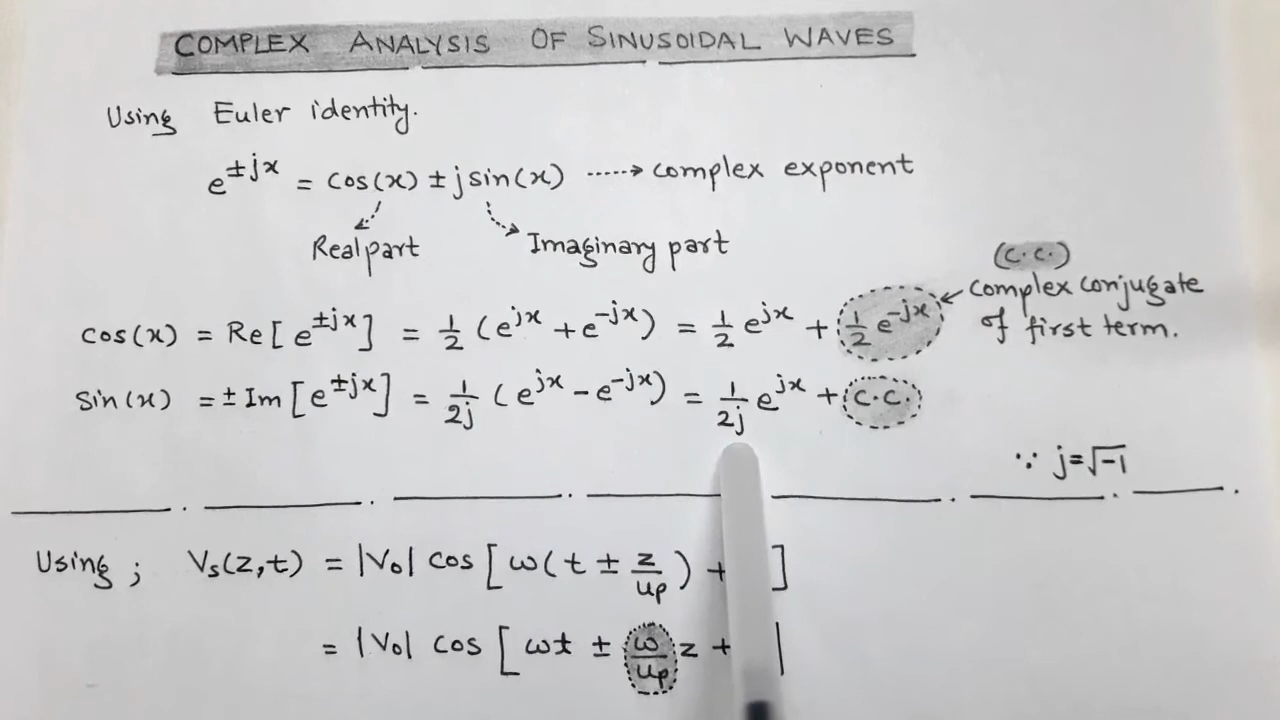 COMPLEX ANALYSIS OF SINUSOIDAL WAVES
Using Euler identity.
e^±jx = cos(x) ± j sin(x) ⋯⋯→ complex exponent
Real part Imaginary part
(c.c.)
complex conjugate
of first term.
cos(x) = Re[e^±jx] = 1/2 (e^jx + e^-jx) = 1/2 e^jx + 1/2 e^-jx
Sin(x) = ± Im[e^±jx] = 1/2j (e^jx - e^-jx) = 1/2j e^jx + c.c.
∵ j=√-1
Using; Vs(z,t) = |Vo| cos [ω(t ± z/up) + ]
= |Vo| cos [ωt ± ω/up z +